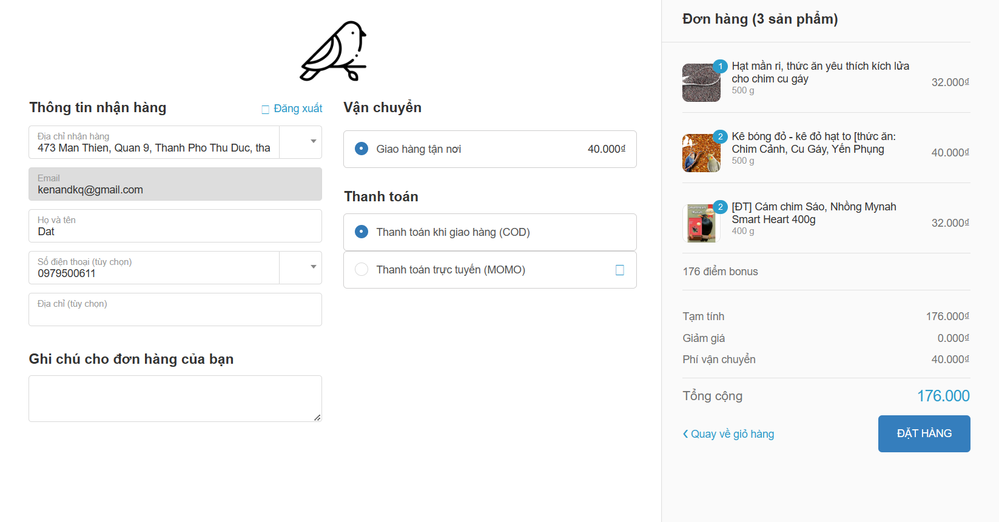 Thông tin nhận hàng
Đăng xuất
Địa chỉ nhận hàng
473 Man Thien, Quan 9, Thanh Pho Thu Duc, tha
Email
kenandkq@gmail.com
Họ và tên
Dat
Số điện thoại (tùy chọn)
0979500611
Địa chỉ (tùy chọn)
Ghi chú cho đơn hàng của bạn
Vận chuyển
Giao hàng tận nơi 40.000₫
Thanh toán
Thanh toán khi giao hàng (COD)
Thanh toán trực tuyến (MOMO)
Đơn hàng (3 sản phẩm)
1
Hạt mần ri, thức ăn yêu thích kích lửa
cho chim cu gáy
500 g
32.000₫
2
Kê bóng đỏ - kê đỏ hạt to [thức ăn:
Chim Cảnh, Cu Gáy, Yến Phụng
500 g
40.000₫
2
[ĐT] Cám chim Sáo, Nhồng Mynah
Smart Heart 400g
400 g
32.000₫
176 điểm bonus
Tạm tính 176.000₫
Giảm giá 0.000₫
Phí vận chuyển 40.000₫
Tổng cộng 176.000
Quay về giỏ hàng
ĐẶT HÀNG